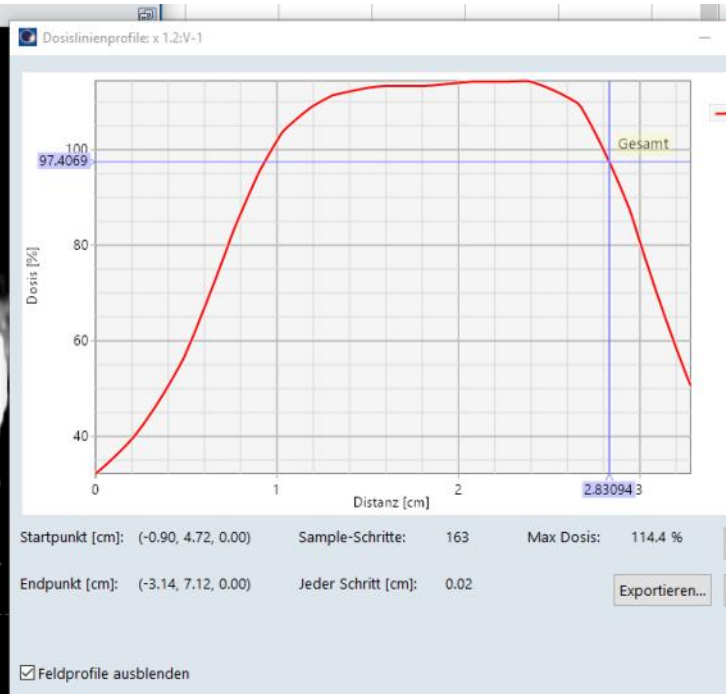 Dosislinienprofile: x 1.2:V-1
Gesamt
100
97.4069
80
60
40
Dosis [%]
0 1 2 2.83094 3
Distanz [cm]
Startpunkt [cm]: (-0.90, 4.72, 0.00) Sample-Schritte: 163 Max Dosis: 114.4 %
Endpunkt [cm]: (-3.14, 7.12, 0.00) Jeder Schritt [cm]: 0.02 Exportieren...
Feldprofile ausblenden